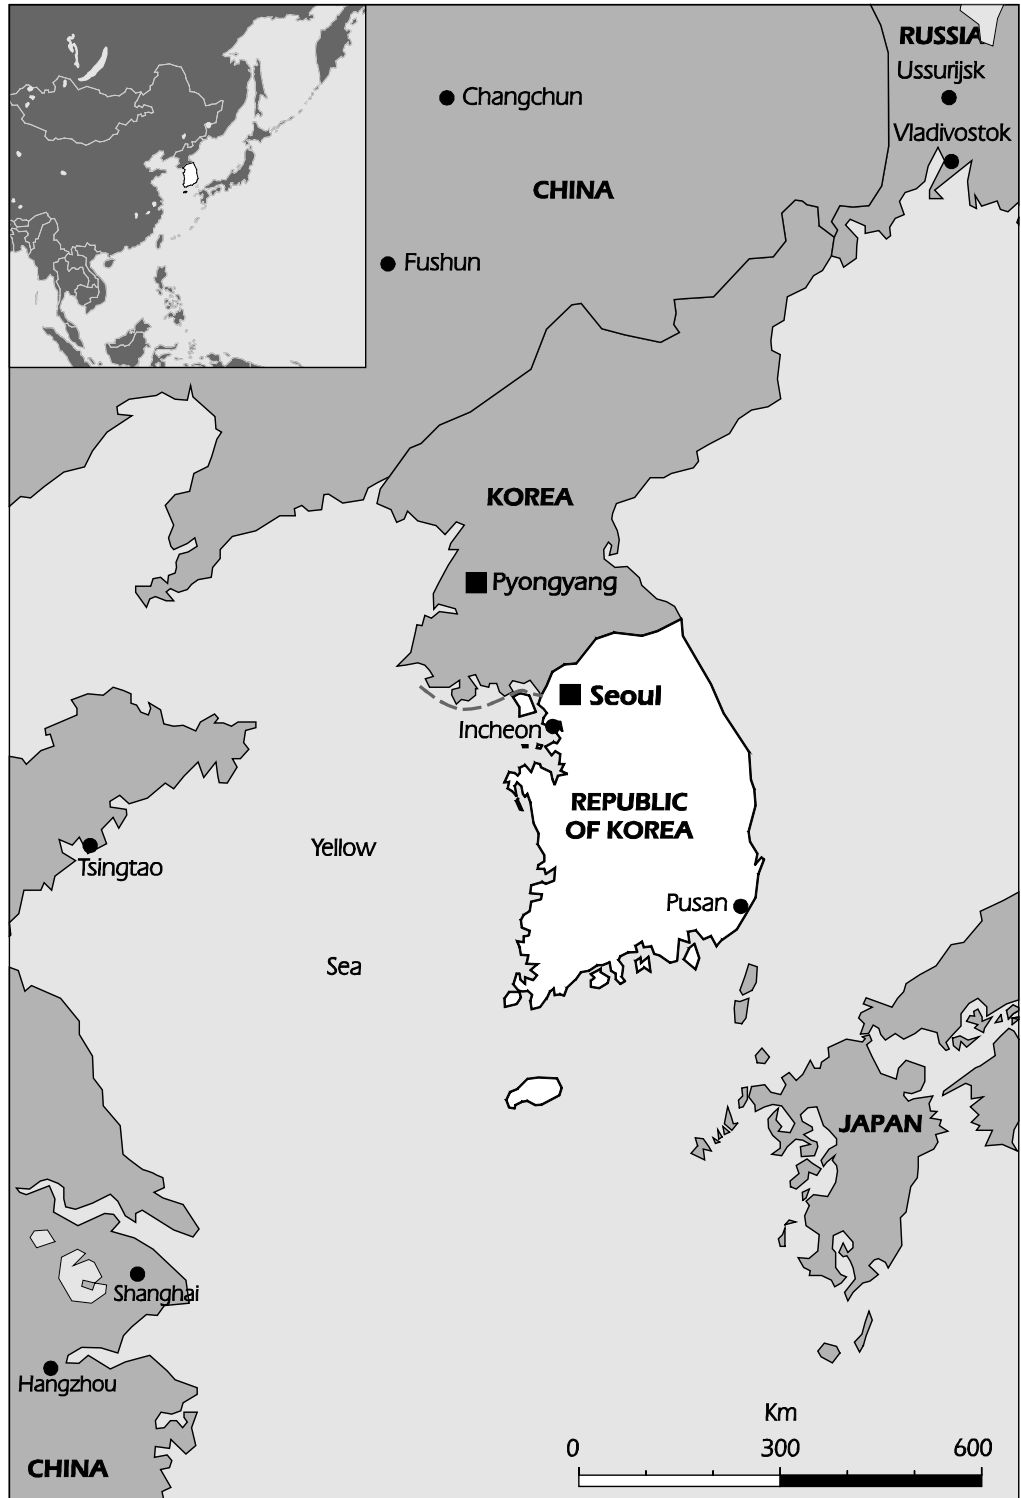 RUSSIA
Ussurijsk
Changchun
Vladivostok
CHINA
Fushun
KOREA
Pyongyang
Seoul
Incheon
REPUBLIC
OF KOREA
Yellow
Tsingtao
Pusan
Sea
JAPAN
Shanghai
Hangzhou
Km
0 300 600
CHINA